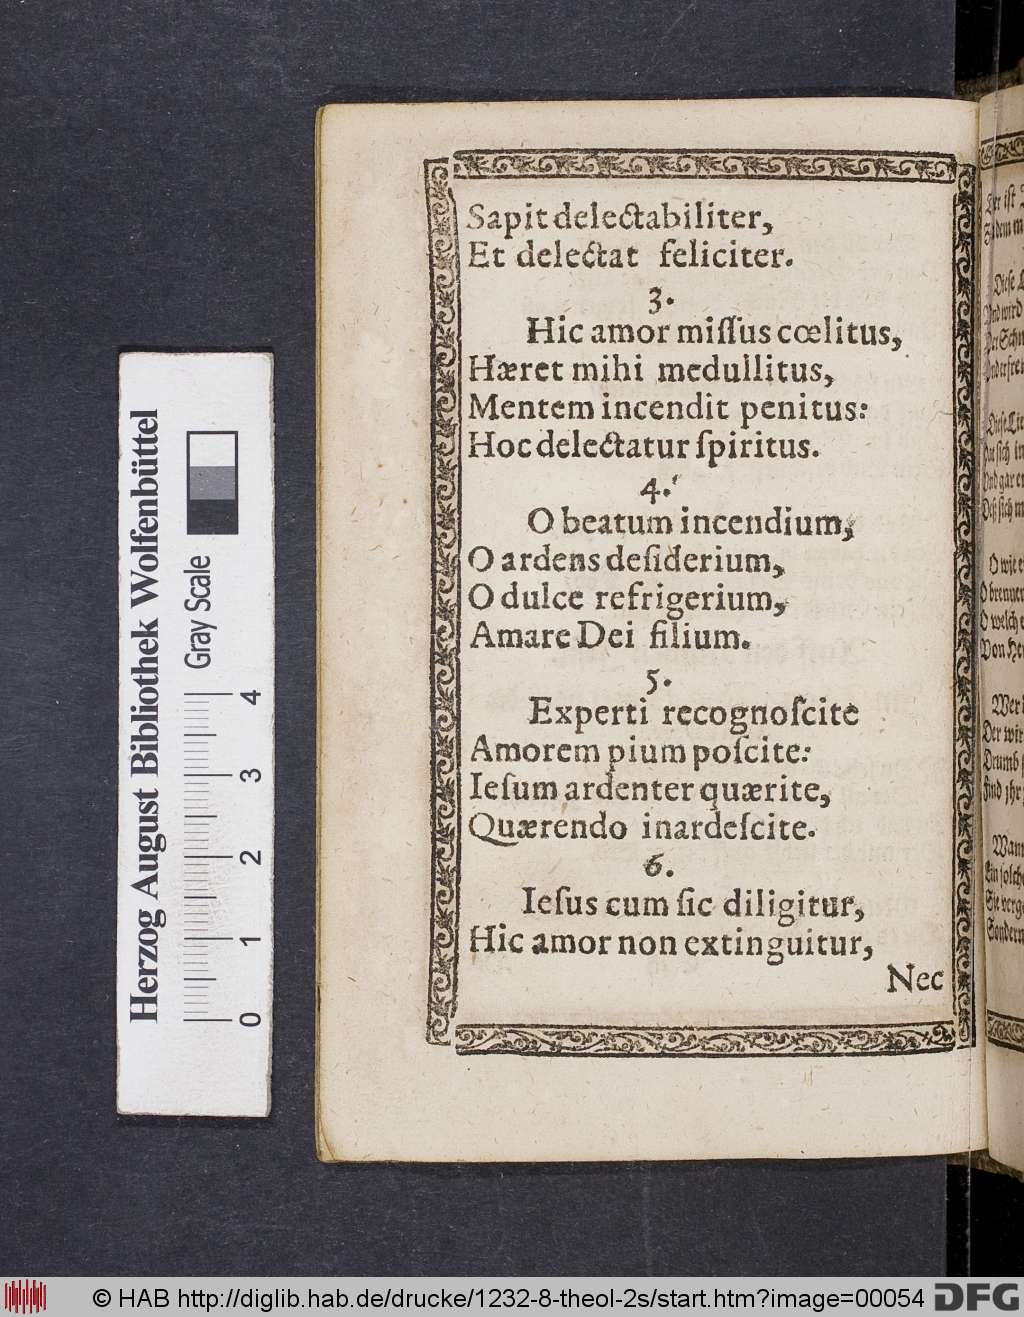 Sapit delectabiliter,
Et delectat feliciter.
3.
Hic amor miſſus cœlitus,
Hæret mihi medullitus,
Mentem incendit penitus:
Hoc delectatur ſpiritus.
4.
O beatum incendium,
O ardens deſiderium,
O dulce refrigerium,
Amare Dei filium.
5.
Experti recognoſcite
Amorem pium poſcite:
Ieſum ardenter quærite,
Quærendo inardeſcite.
6.
Ieſus cum ſic diligitur,
Hic amor non extinguitur,
Nec
Herzog August Bibliothek Wolfenbüttel
Gray Scale
0 1 2 3 4
© HAB http://diglib.hab.de/drucke/1232-8-theol-2s/start.htm?image=00054
DFG